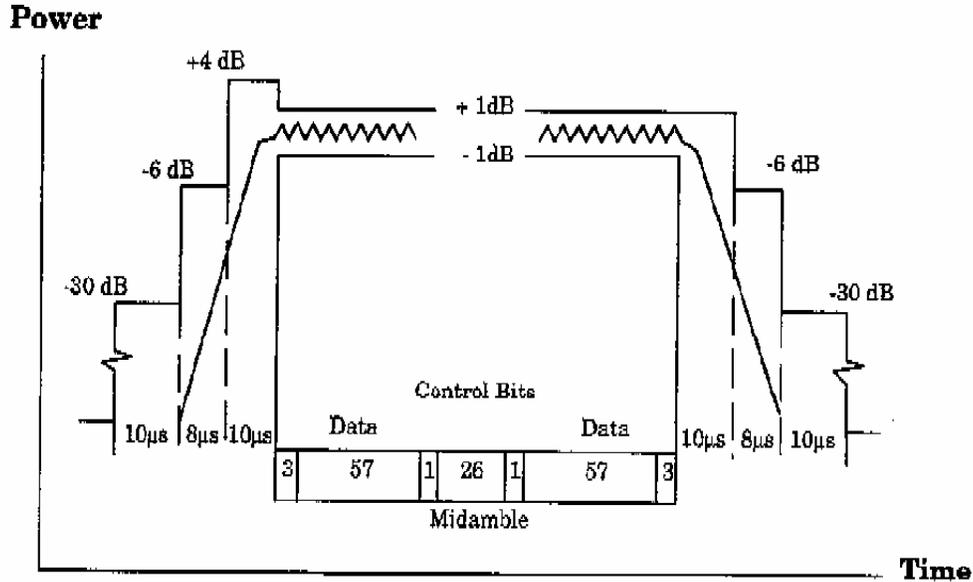 Power
+4 dB
+ 1dB
- 1dB
-6 dB
-6 dB
-30 dB
-30 dB
Control Bits
Data
Data
10µs
8µs
10µs
10µs
8µs
10µs
3
57
1
26
1
57
3
Midamble
Time